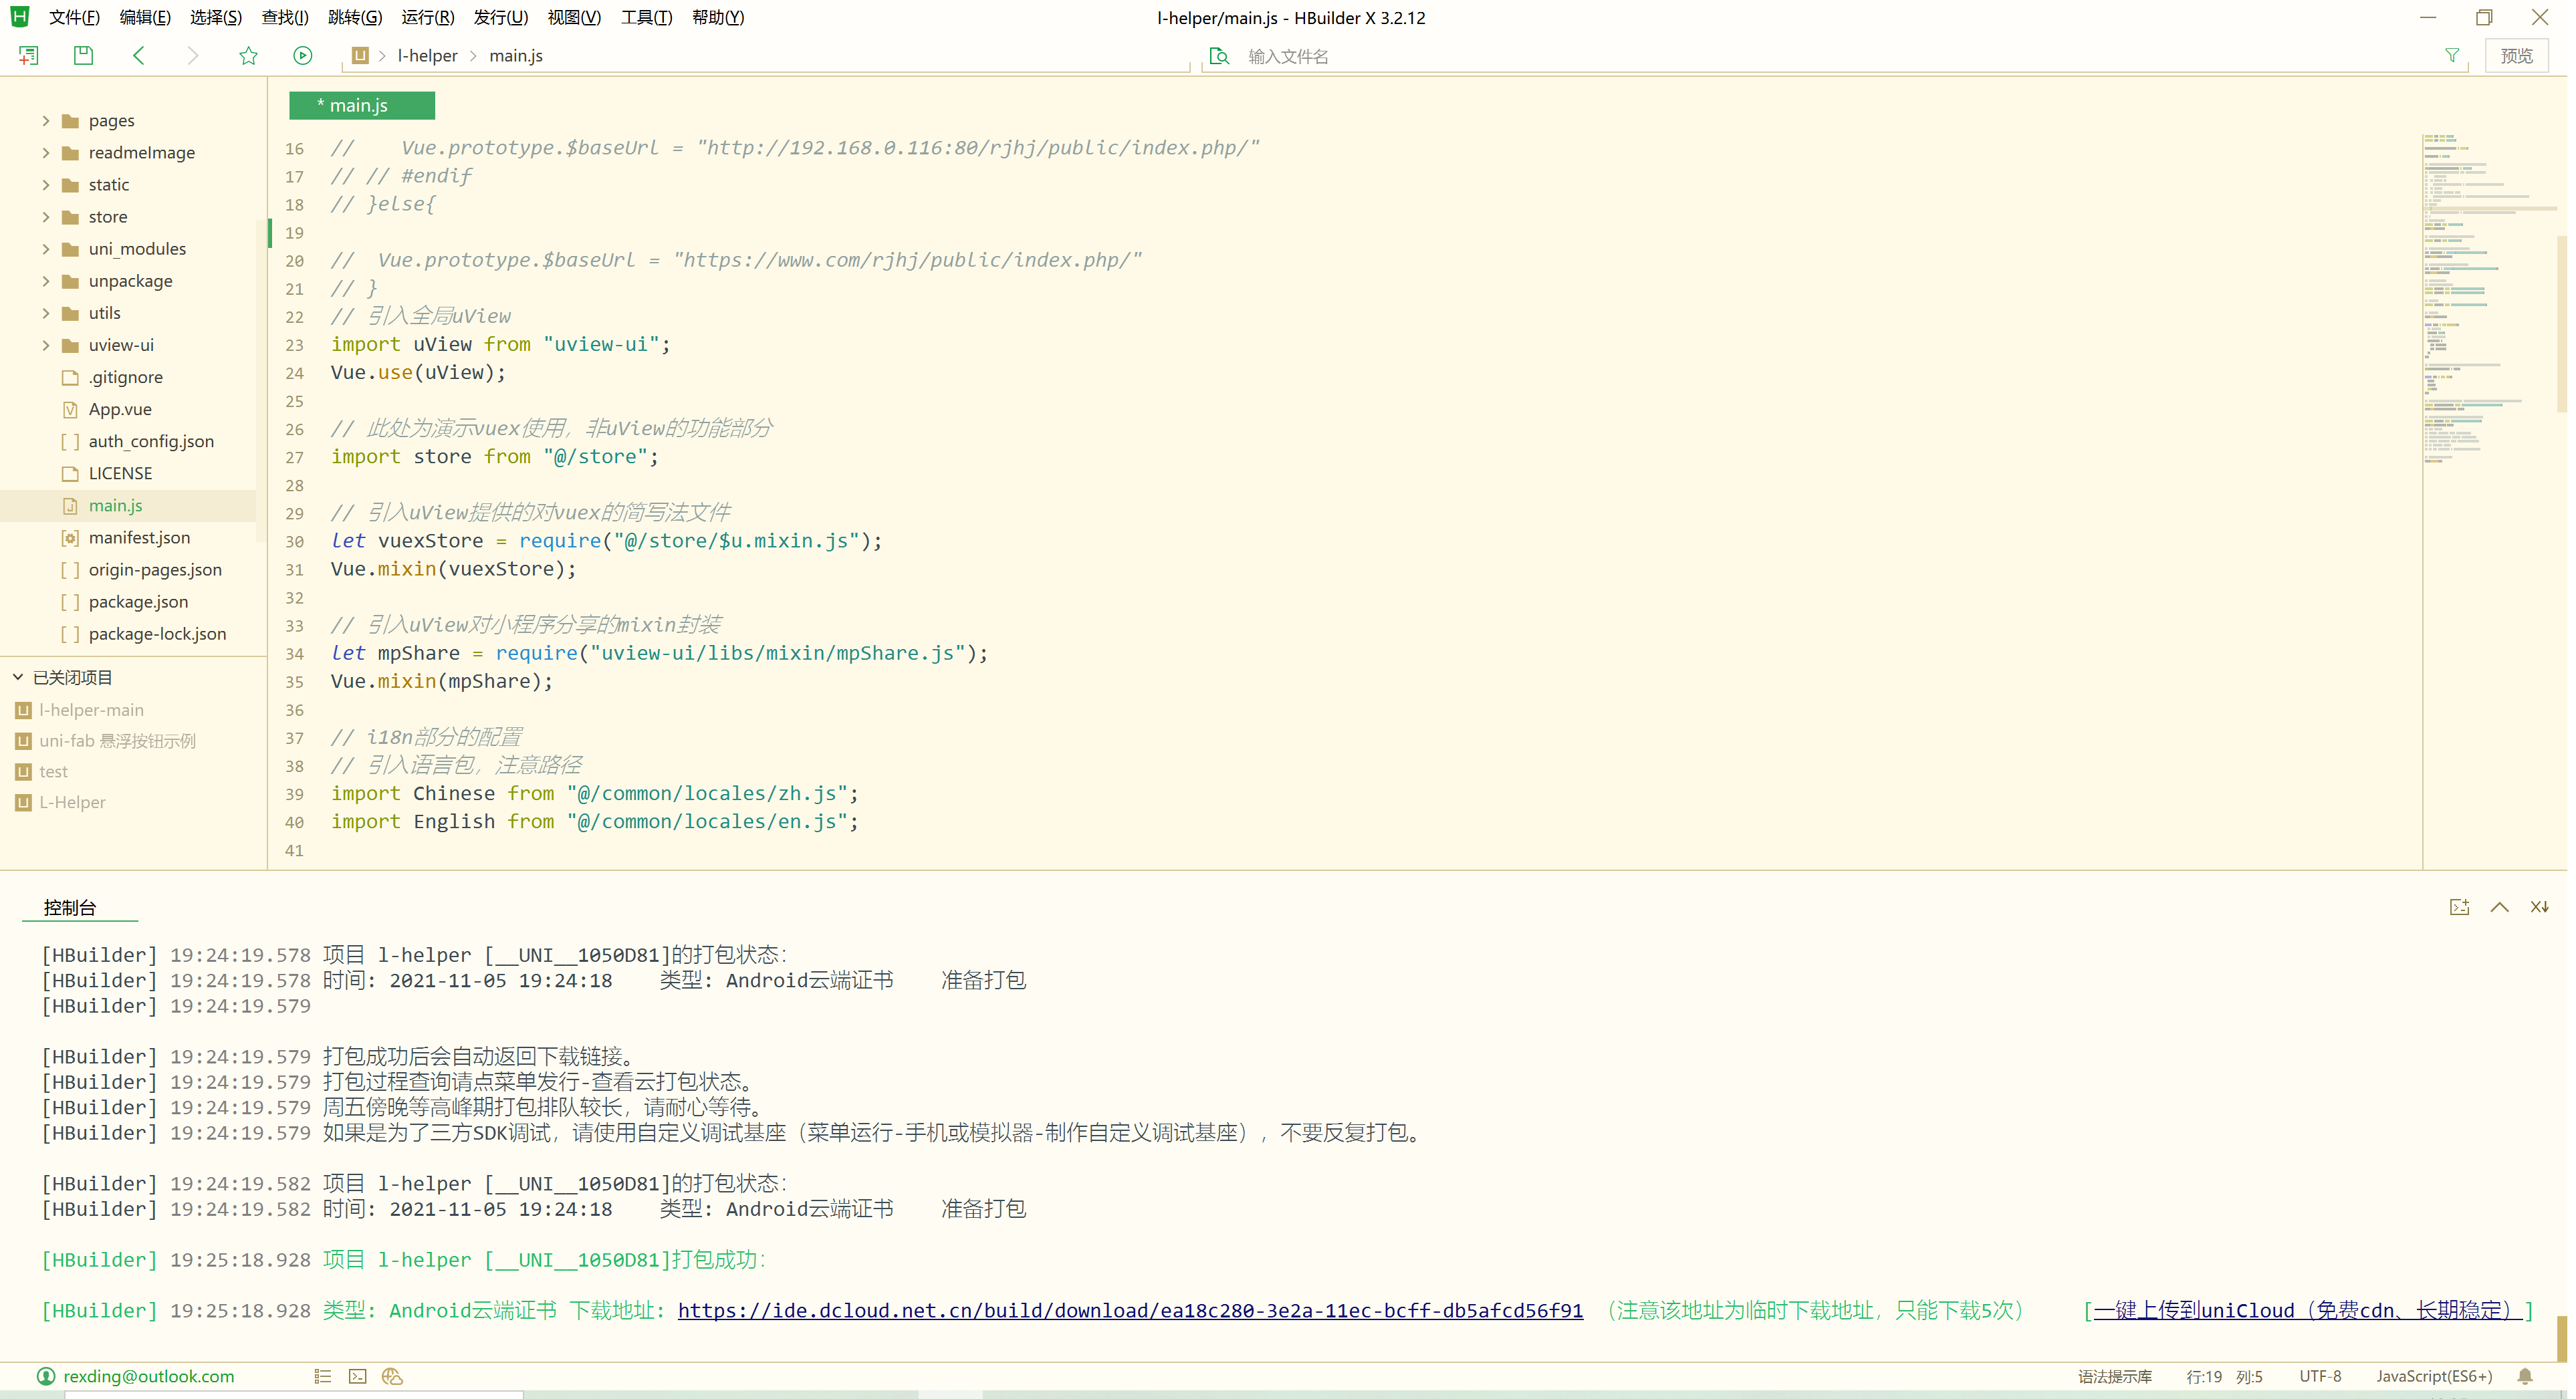 文件(F) 编辑(E) 选择(S) 查找(I) 跳转(G) 运行(R) 发行(U) 视图(V) 工具(T) 帮助(Y)
l-helper/main.js - HBuilder X 3.2.12
l-helper > main.js
输入文件名
预览
pages
readmeImage
static
store
uni_modules
unpackage
utils
uview-ui
.gitignore
App.vue
auth_config.json
LICENSE
main.js
manifest.json
origin-pages.json
package.json
package-lock.json
已关闭项目
l-helper-main
uni-fab 悬浮按钮示例
test
L-Helper
* main.js
16 //    Vue.prototype.$baseUrl = "http://192.168.0.116:80/rjhj/public/index.php/"
17 // // #endif
18 // }else{
19
20 //  Vue.prototype.$baseUrl = "https://www.com/rjhj/public/index.php/"
21 // }
22 // 引入全局uView
23 import uView from "uview-ui";
24 Vue.use(uView);
25
26 // 此处为演示vuex使用，非uView的功能部分
27 import store from "@/store";
28
29 // 引入uView提供的对vuex的简写法文件
30 let vuexStore = require("@/store/$u.mixin.js");
31 Vue.mixin(vuexStore);
32
33 // 引入uView对小程序分享的mixin封装
34 let mpShare = require("uview-ui/libs/mixin/mpShare.js");
35 Vue.mixin(mpShare);
36
37 // i18n部分的配置
38 // 引入语言包，注意路径
39 import Chinese from "@/common/locales/zh.js";
40 import English from "@/common/locales/en.js";
41
控制台
[HBuilder] 19:24:19.578 项目 l-helper [__UNI__1050D81]的打包状态：
[HBuilder] 19:24:19.578 时间: 2021-11-05 19:24:18    类型: Android云端证书    准备打包
[HBuilder] 19:24:19.579
[HBuilder] 19:24:19.579 打包成功后会自动返回下载链接。
[HBuilder] 19:24:19.579 打包过程查询请点菜单发行-查看云打包状态。
[HBuilder] 19:24:19.579 周五傍晚等高峰期打包排队较长，请耐心等待。
[HBuilder] 19:24:19.579 如果是为了三方SDK调试，请使用自定义调试基座（菜单运行-手机或模拟器-制作自定义调试基座），不要反复打包。
[HBuilder] 19:24:19.582 项目 l-helper [__UNI__1050D81]的打包状态：
[HBuilder] 19:24:19.582 时间: 2021-11-05 19:24:18    类型: Android云端证书    准备打包
[HBuilder] 19:25:18.928 项目 l-helper [__UNI__1050D81]打包成功：
[HBuilder] 19:25:18.928 类型: Android云端证书 下载地址: https://ide.dcloud.net.cn/build/download/ea18c280-3e2a-11ec-bcff-db5afcd56f91 （注意该地址为临时下载地址，只能下载5次）    [一键上传到uniCloud（免费cdn、长期稳定）]
rexding@outlook.com
语法提示库 行:19 列:5 UTF-8 JavaScript(ES6+)